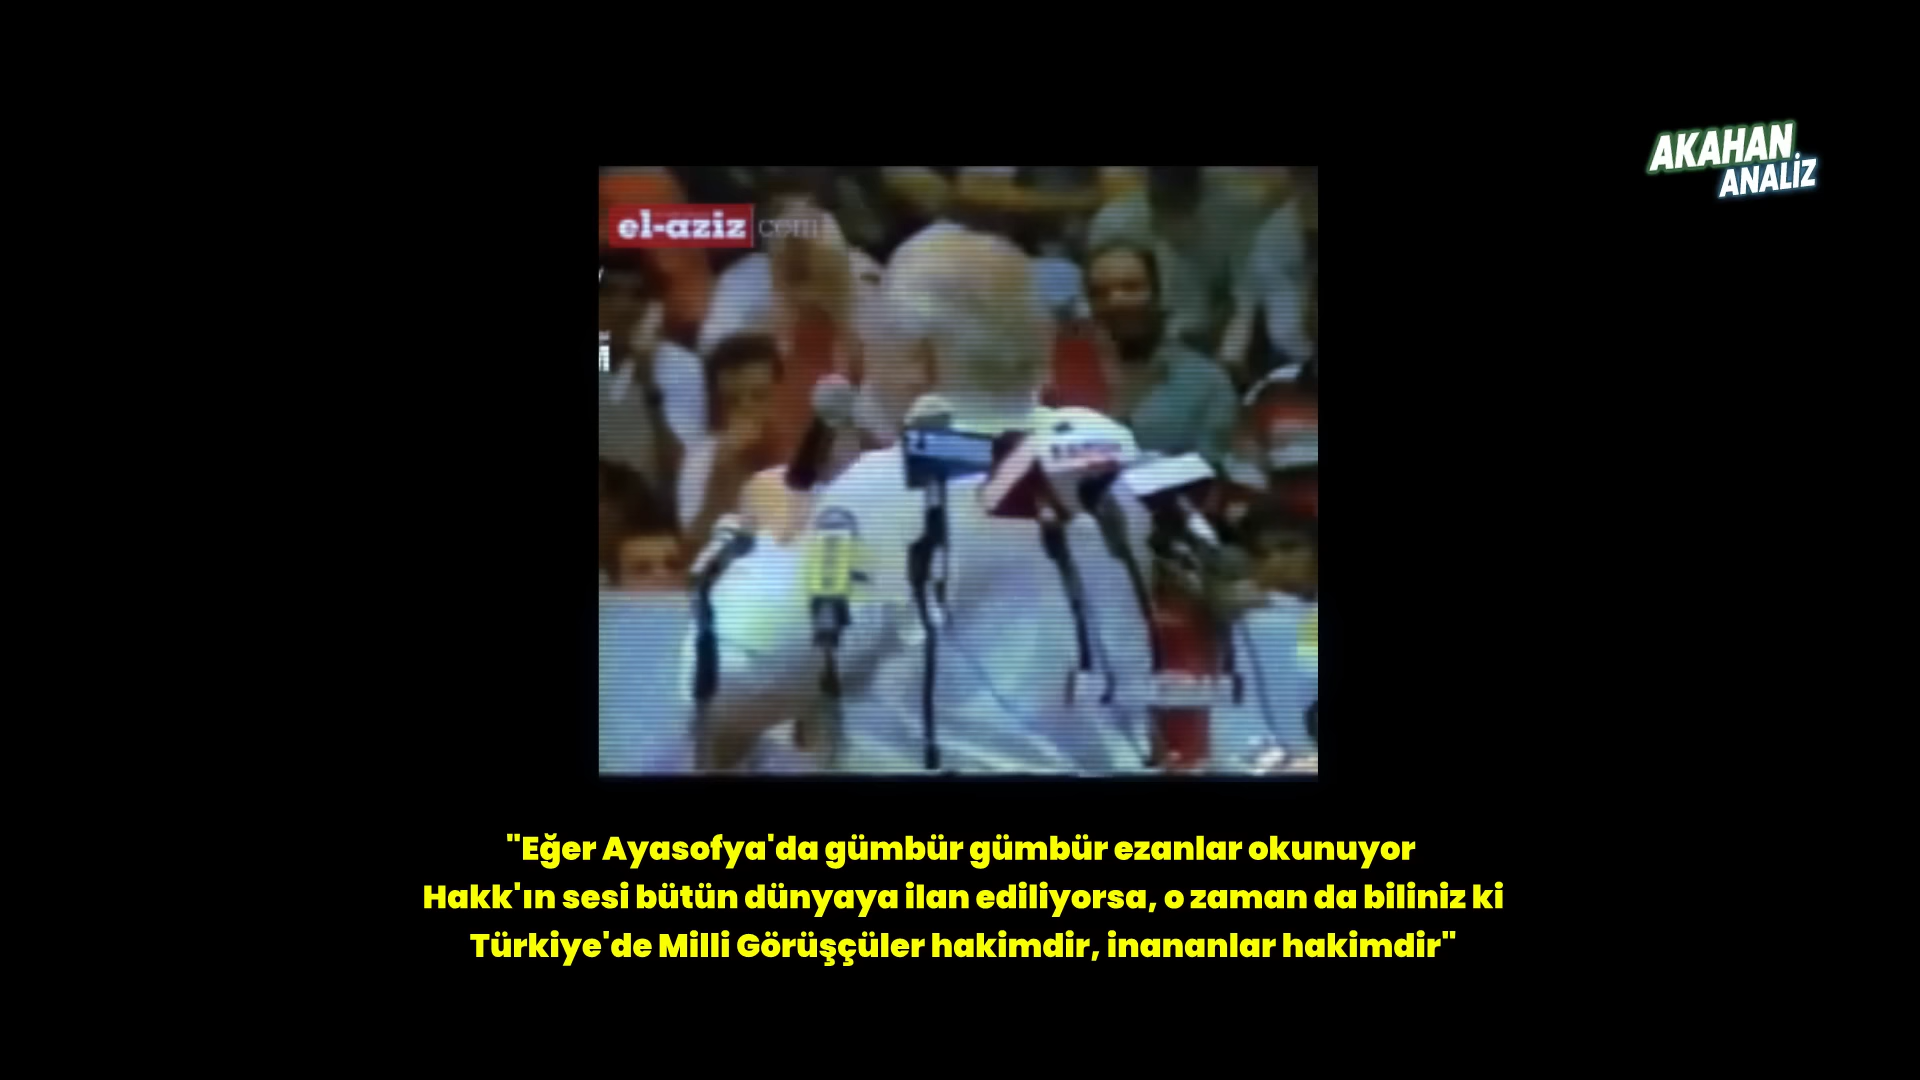 AKAHAN
ANALİZ
el-aziz.com
"Eğer Ayasofya'da gümbür gümbür ezanlar okunuyor
Hakk'ın sesi bütün dünyaya ilan ediliyorsa, o zaman da biliniz ki
Türkiye'de Milli Görüşçüler hakimdir, inananlar hakimdir"